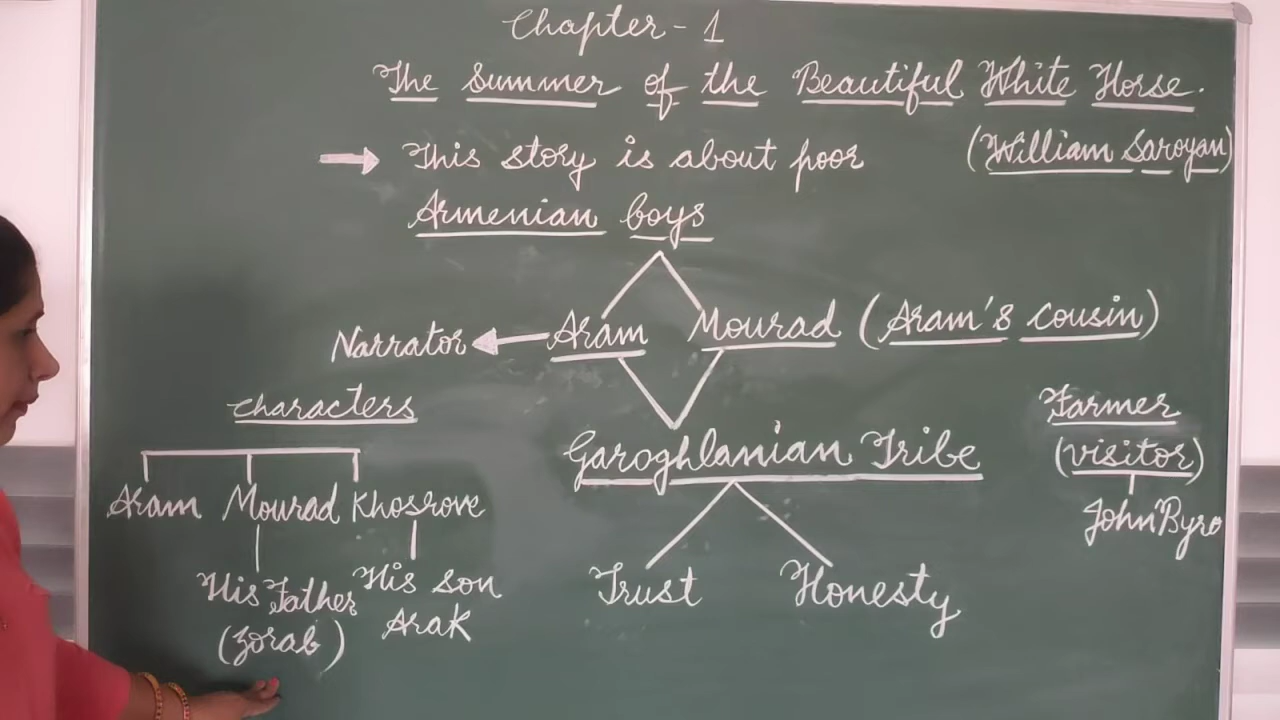 Chapter - 1
The Summer of the Beautiful White Horse.
(William Saroyan)
→ This story is about poor
Armenian boys
Narrator ← Aram Mourad (Aram's cousin)
Garoghlanian Tribe
Trust Honesty
Characters
Aram Mourad Khosrove
His Father
(Zorab)
His son
Arak
Farmer
(visitor)
John Byro